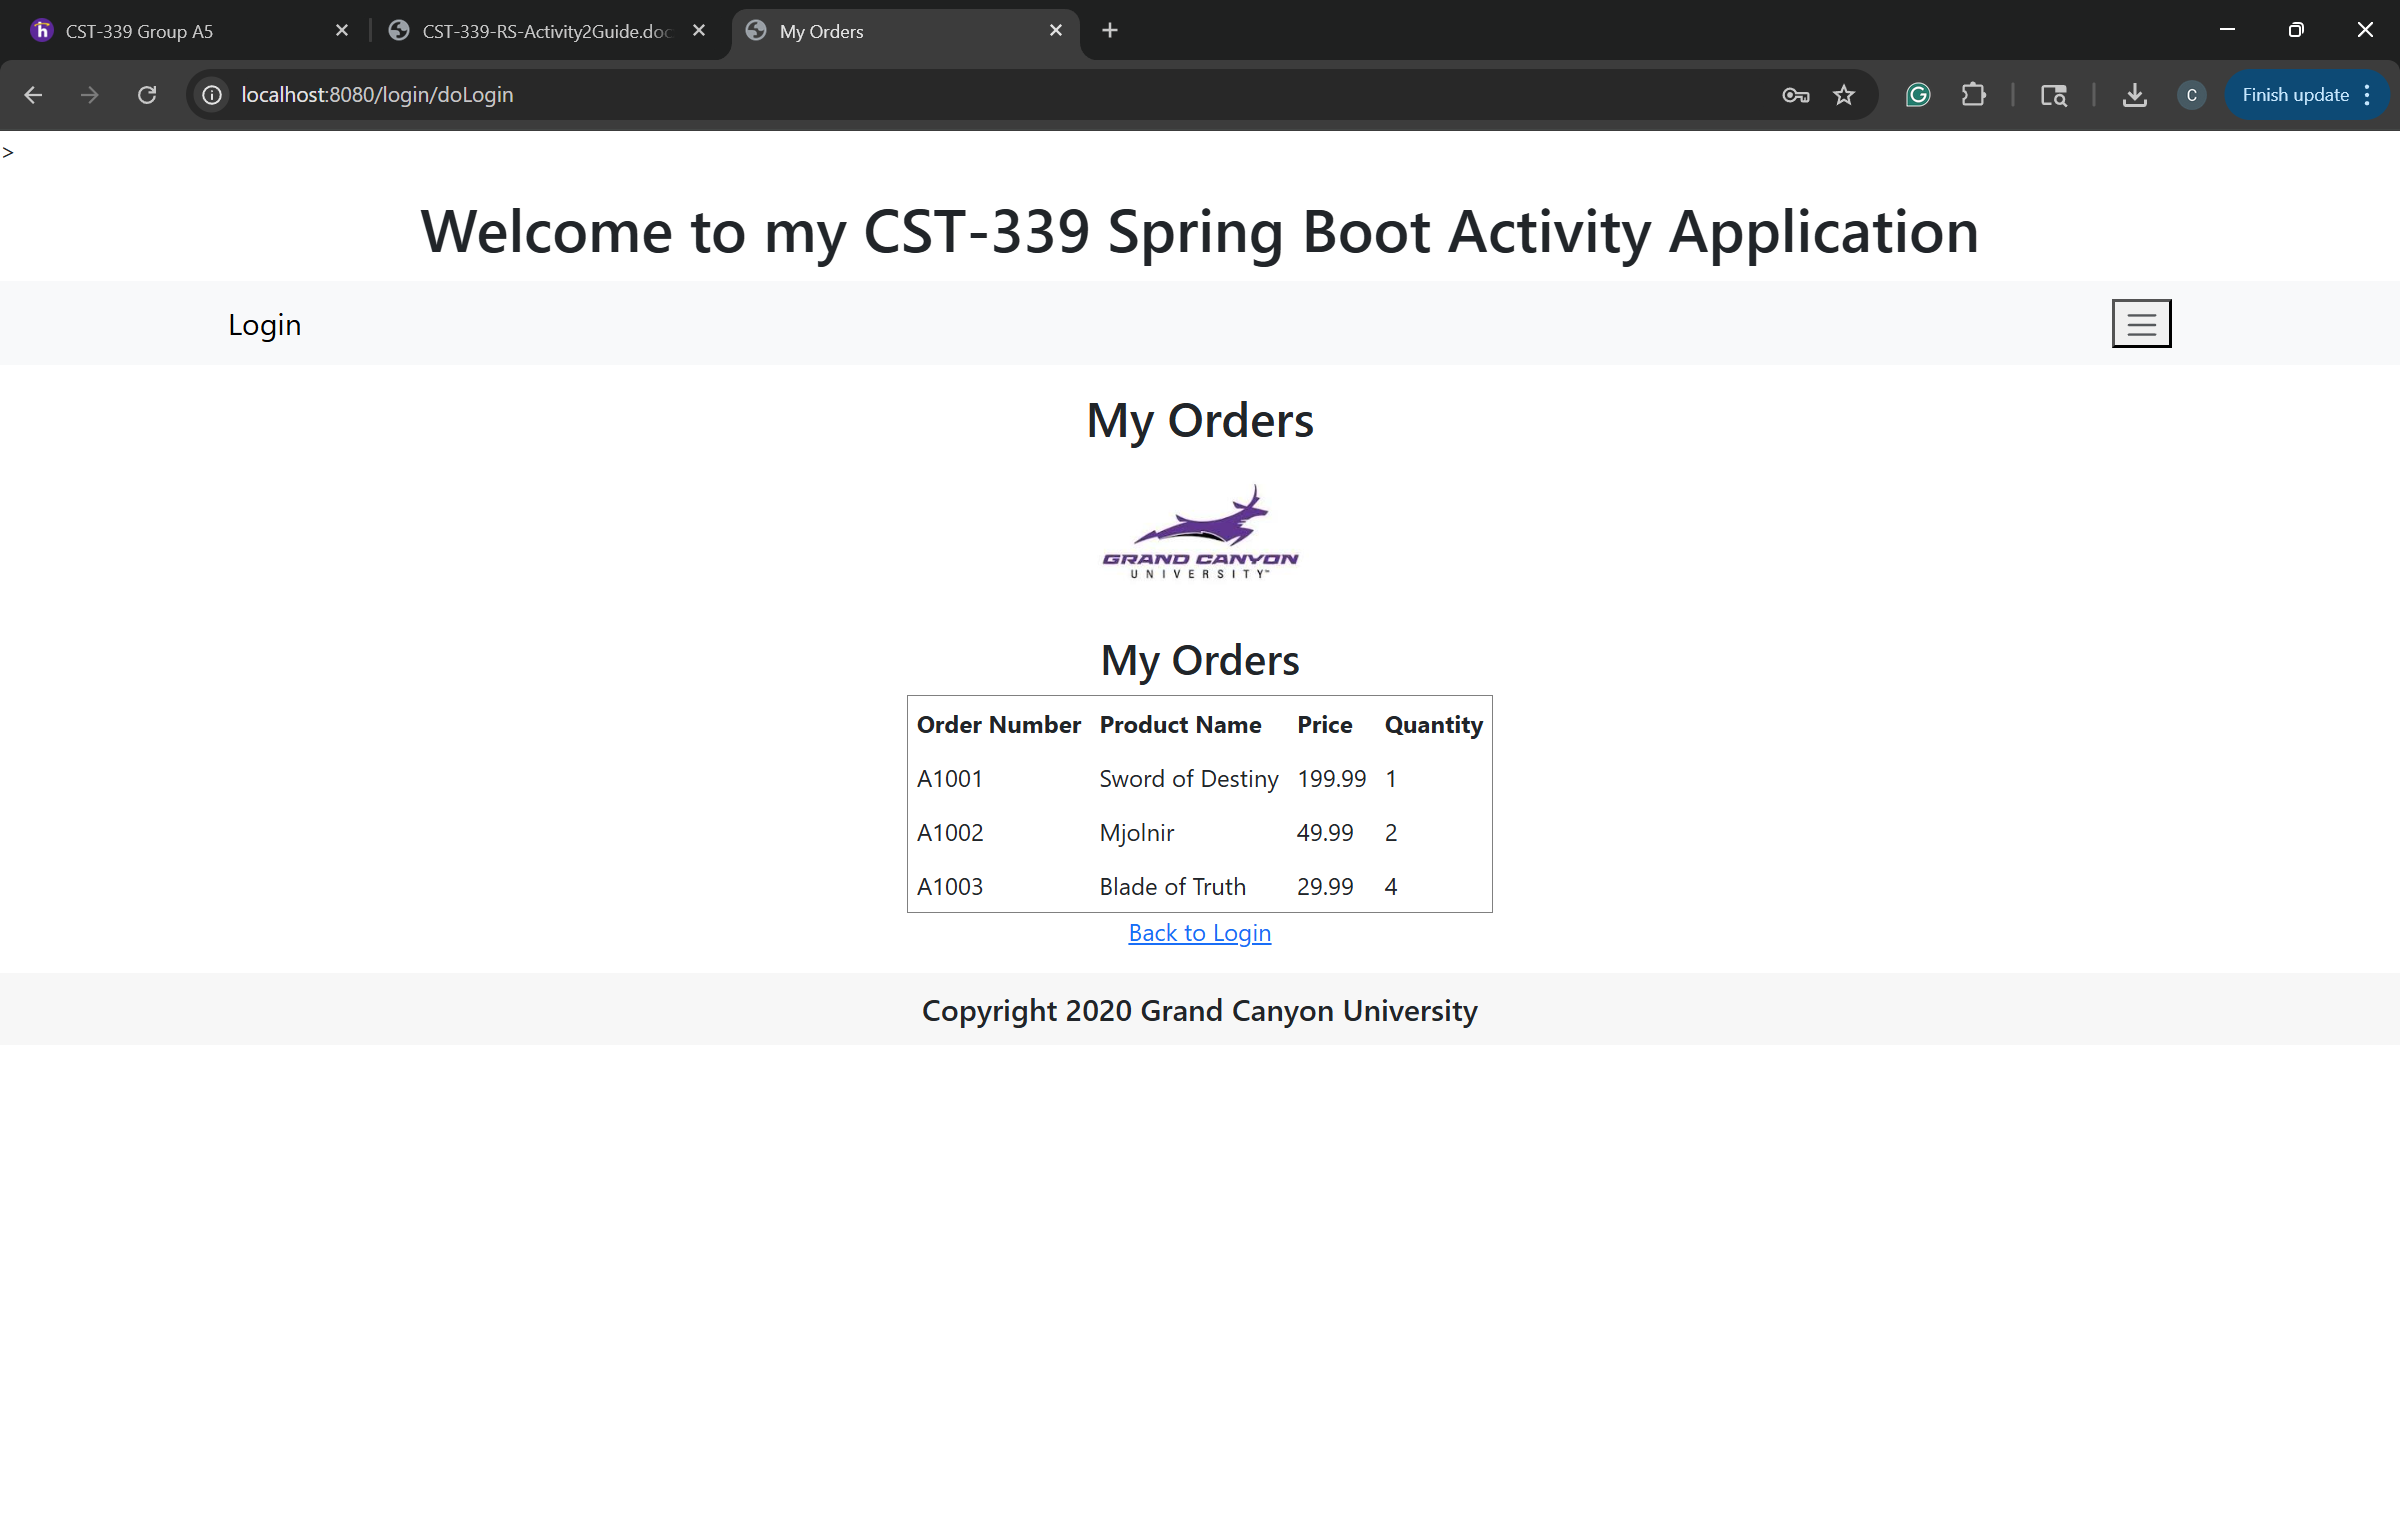 CST-339 Group A5
CST-339-RS-Activity2Guide.doc
My Orders
localhost:8080/login/doLogin
C
Finish update
>
Welcome to my CST-339 Spring Boot Activity Application
Login
My Orders
GRAND CANYON
UNIVERSITY™
My Orders
Order Number Product Name Price Quantity
A1001 Sword of Destiny 199.99 1
A1002 Mjolnir 49.99 2
A1003 Blade of Truth 29.99 4
Back to Login
Copyright 2020 Grand Canyon University